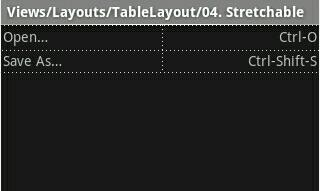 Views/Layouts/TableLayout/04. Stretchable
Open... Ctrl-O
Save As... Ctrl-Shift-S